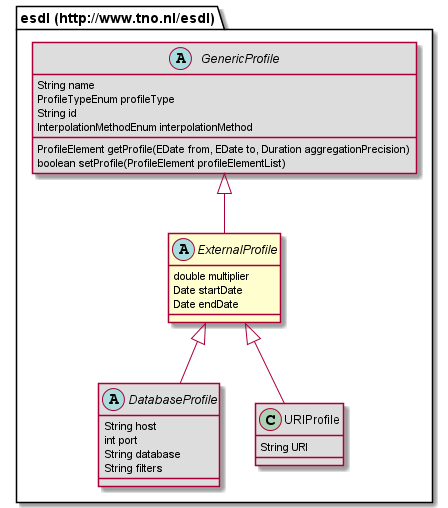 esdl (http://www.tno.nl/esdl)
A GenericProfile
String name
ProfileTypeEnum profileType
String id
InterpolationMethodEnum interpolationMethod
ProfileElement getProfile(EDate from, EDate to, Duration aggregationPrecision)
boolean setProfile(ProfileElement profileElementList)
A ExternalProfile
double multiplier
Date startDate
Date endDate
A DatabaseProfile
String host
int port
String database
String filters
C URIProfile
String URI